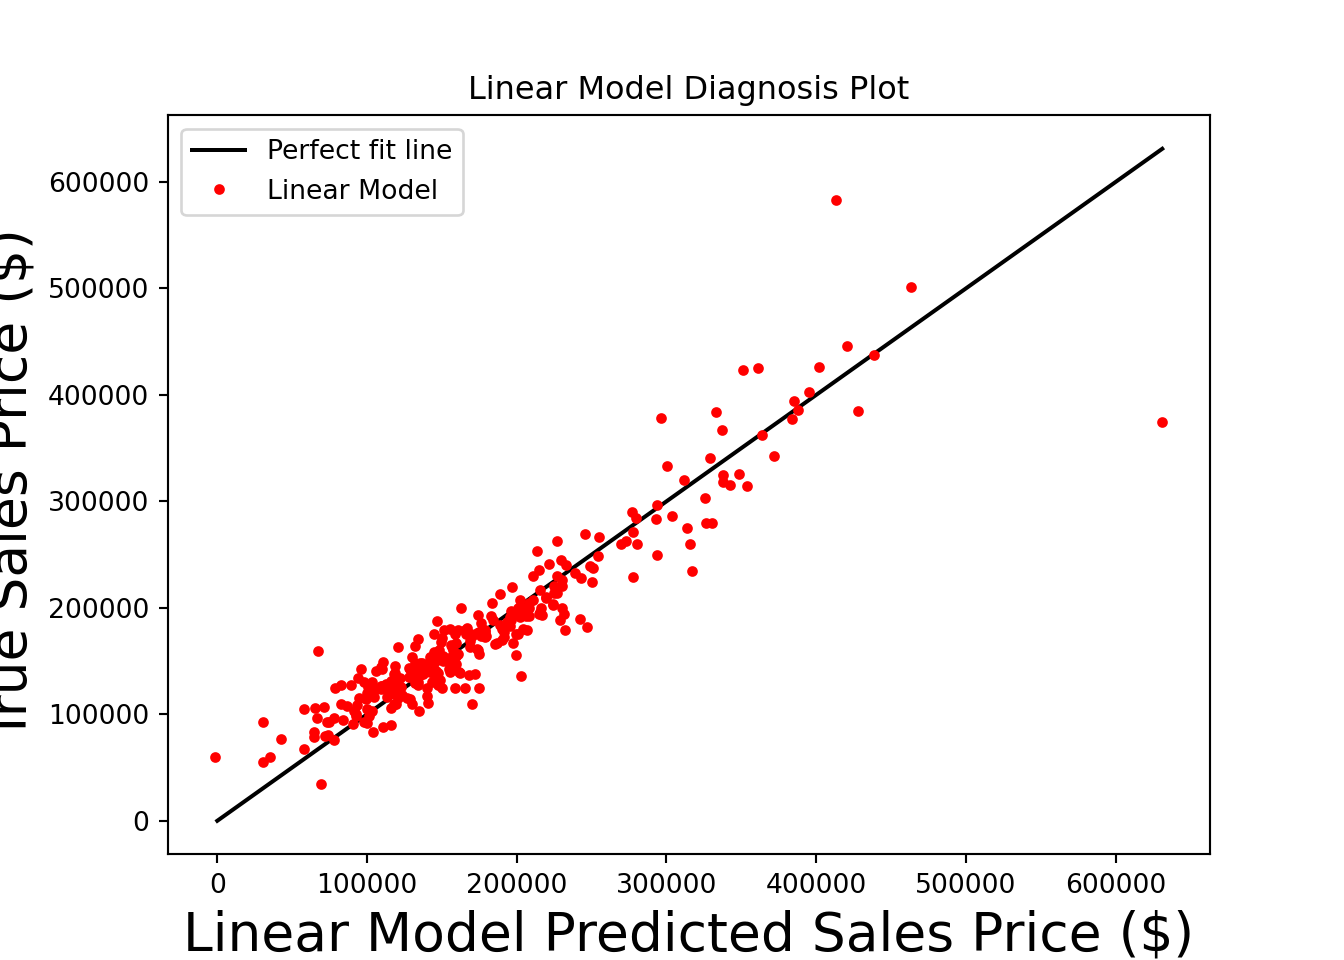 Linear Model Diagnosis Plot
Perfect fit line
Linear Model
600000
500000
400000
300000
200000
100000
0
True Sales Price ($)
0 100000 200000 300000 400000 500000 600000
Linear Model Predicted Sales Price ($)